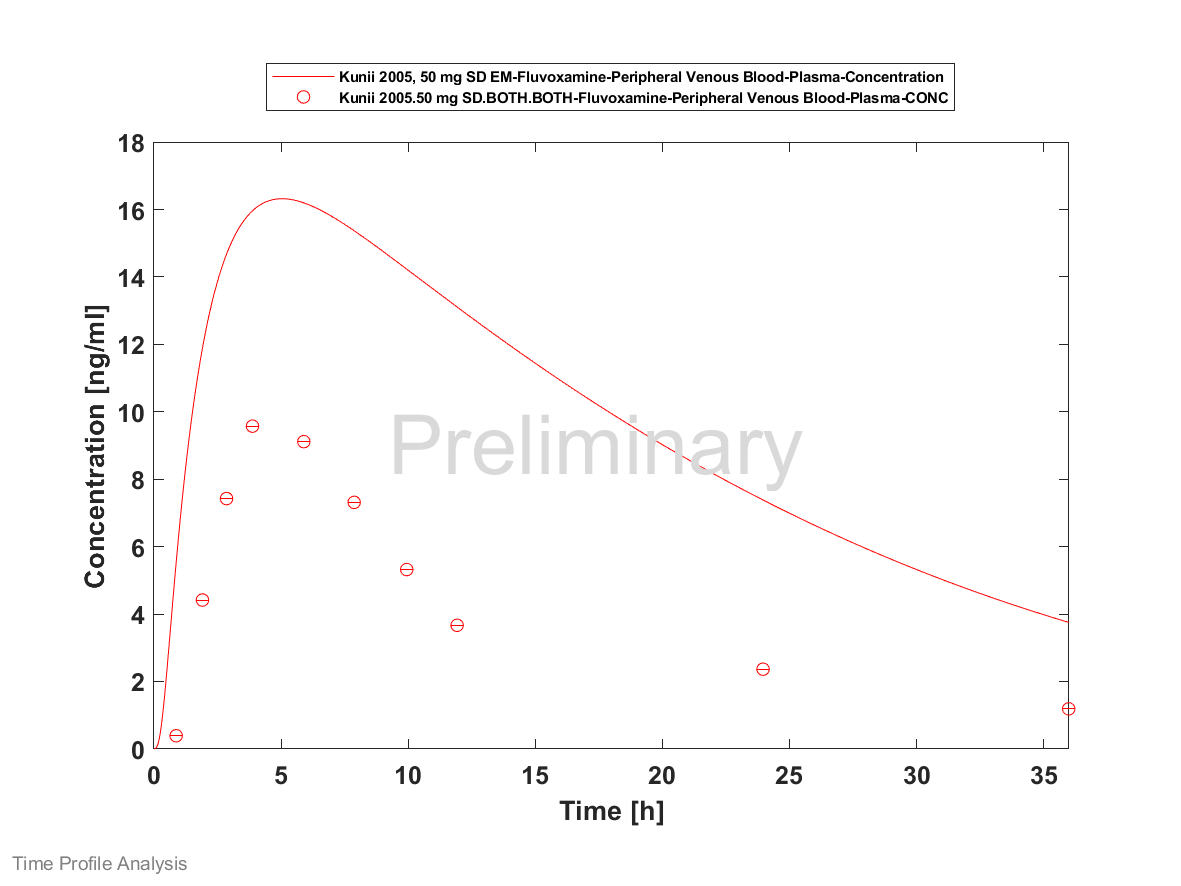 Kunii 2005, 50 mg SD EM-Fluvoxamine-Peripheral Venous Blood-Plasma-Concentration
Kunii 2005.50 mg SD.BOTH.BOTH-Fluvoxamine-Peripheral Venous Blood-Plasma-CONC
18
16
14
12
10
8
6
4
2
0
Concentration [ng/ml]
Preliminary
0 5 10 15 20 25 30 35
Time [h]
Time Profile Analysis